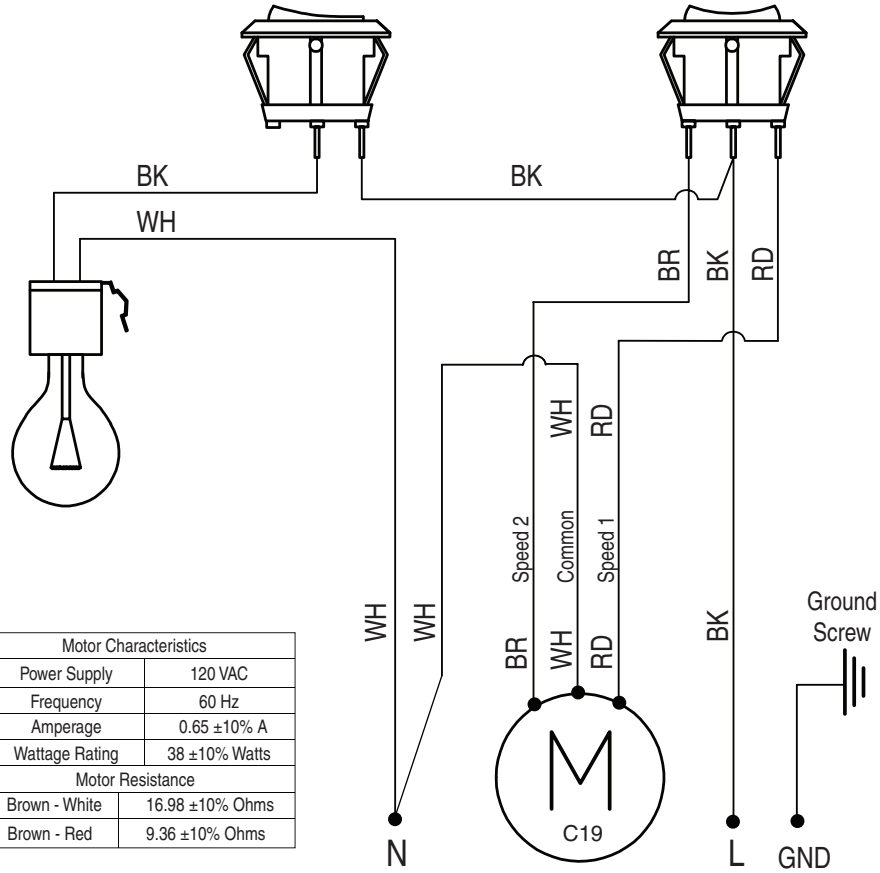 BK
BK
WH
BR
BK
RD
WH
RD
Speed 2
Common
Speed 1
WH
WH
BR
WH
RD
BK
Ground
Screw
Motor Characteristics
Power Supply 120 VAC
Frequency 60 Hz
Amperage 0.65 ±10% A
Wattage Rating 38 ±10% Watts
Motor Resistance
Brown - White 16.98 ±10% Ohms
Brown - Red 9.36 ±10% Ohms
M
C19
N
L
GND